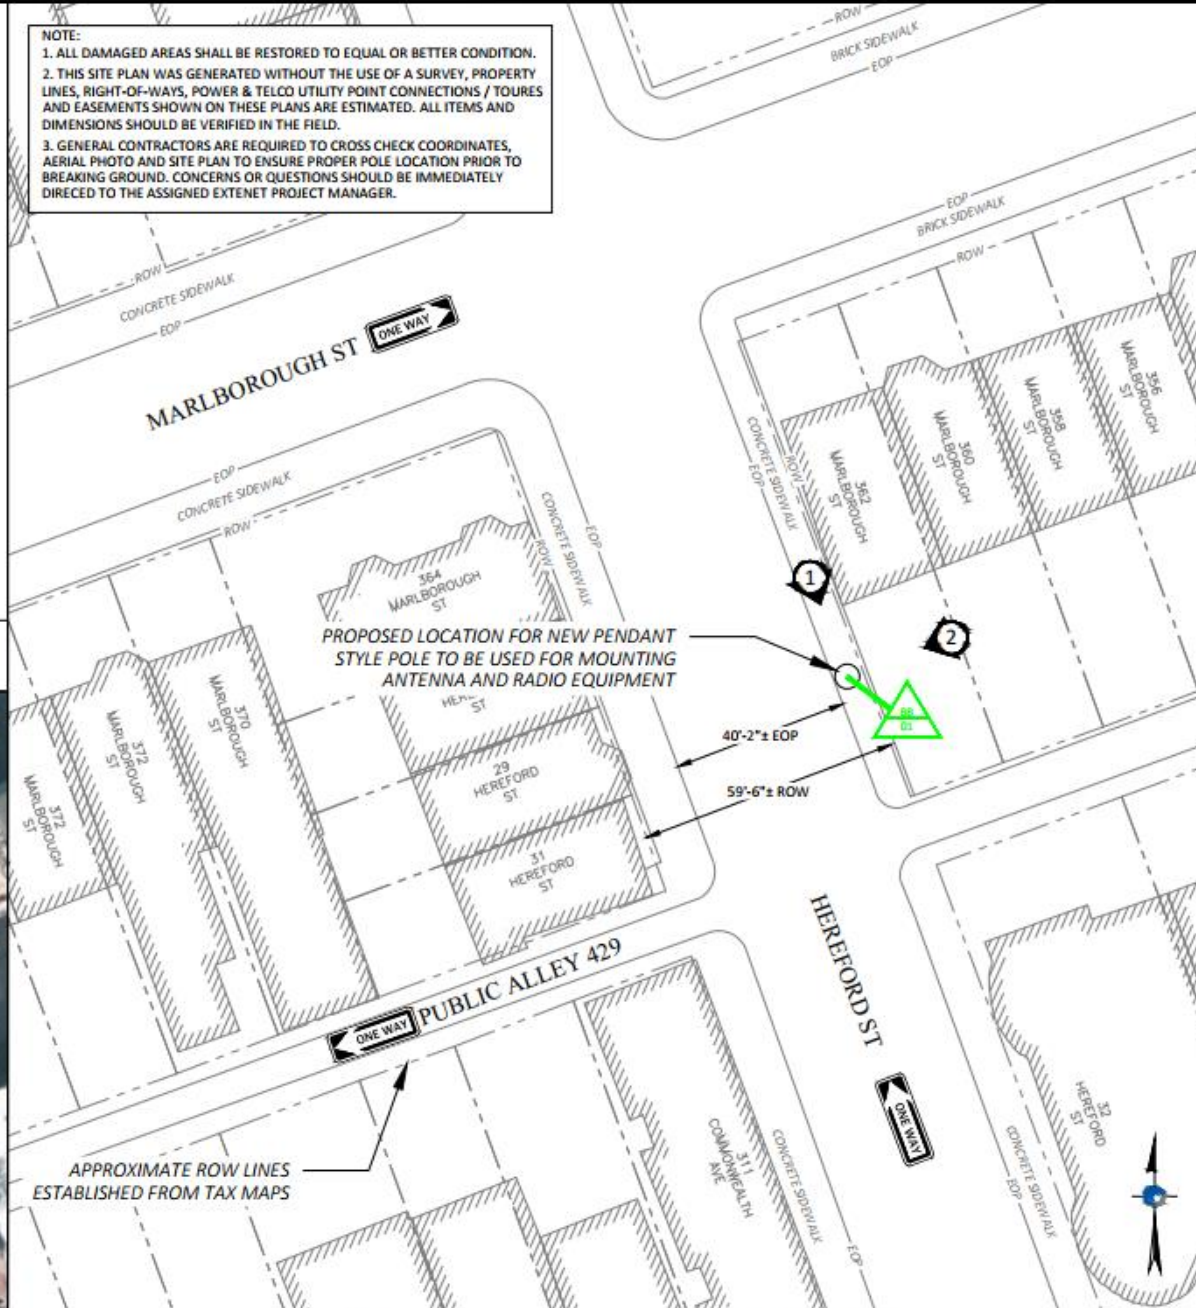 NOTE:
1. ALL DAMAGED AREAS SHALL BE RESTORED TO EQUAL OR BETTER CONDITION.
2. THIS SITE PLAN WAS GENERATED WITHOUT THE USE OF A SURVEY, PROPERTY
LINES, RIGHT-OF-WAYS, POWER & TELCO UTILITY POINT CONNECTIONS / TOURES
AND EASEMENTS SHOWN ON THESE PLANS ARE ESTIMATED. ALL ITEMS AND
DIMENSIONS SHOULD BE VERIFIED IN THE FIELD.
3. GENERAL CONTRACTORS ARE REQUIRED TO CROSS CHECK COORDINATES,
AERIAL PHOTO AND SITE PLAN TO ENSURE PROPER POLE LOCATION PRIOR TO
BREAKING GROUND. CONCERNS OR QUESTIONS SHOULD BE IMMEDIATELY
DIRECED TO THE ASSIGNED EXTENET PROJECT MANAGER.
ROW
BRICK SIDEWALK
EOP
EOP
BRICK SIDEWALK
ROW
ROW
CONCRETE SIDEWALK
EOP
MARLBOROUGH ST
ONE WAY
EOP
CONCRETE SIDEWALK
ROW
CONCRETE SIDEWALK
EOP
ROW
CONCRETE SIDEWALK
EOP
ROW
356
MARLBOROUGH
ST
358
MARLBOROUGH
ST
360
MARLBOROUGH
ST
362
MARLBOROUGH
ST
364
MARLBOROUGH
ST
1
2
PROPOSED LOCATION FOR NEW PENDANT
STYLE POLE TO BE USED FOR MOUNTING
ANTENNA AND RADIO EQUIPMENT
ST
BB
01
40'-2"± EOP
59'-6"± ROW
370
MARLBOROUGH
ST
372
MARLBOROUGH
ST
372
MARLBOROUGH
ST
29
HEREFORD
ST
31
HEREFORD
ST
PUBLIC ALLEY 429
ONE WAY
HEREFORD ST
ONE WAY
32
HEREFORD
ST
311
COMMONWEALTH
AVE
CONCRETE SIDEWALK
EOP
CONCRETE SIDEWALK
EOP
APPROXIMATE ROW LINES
ESTABLISHED FROM TAX MAPS